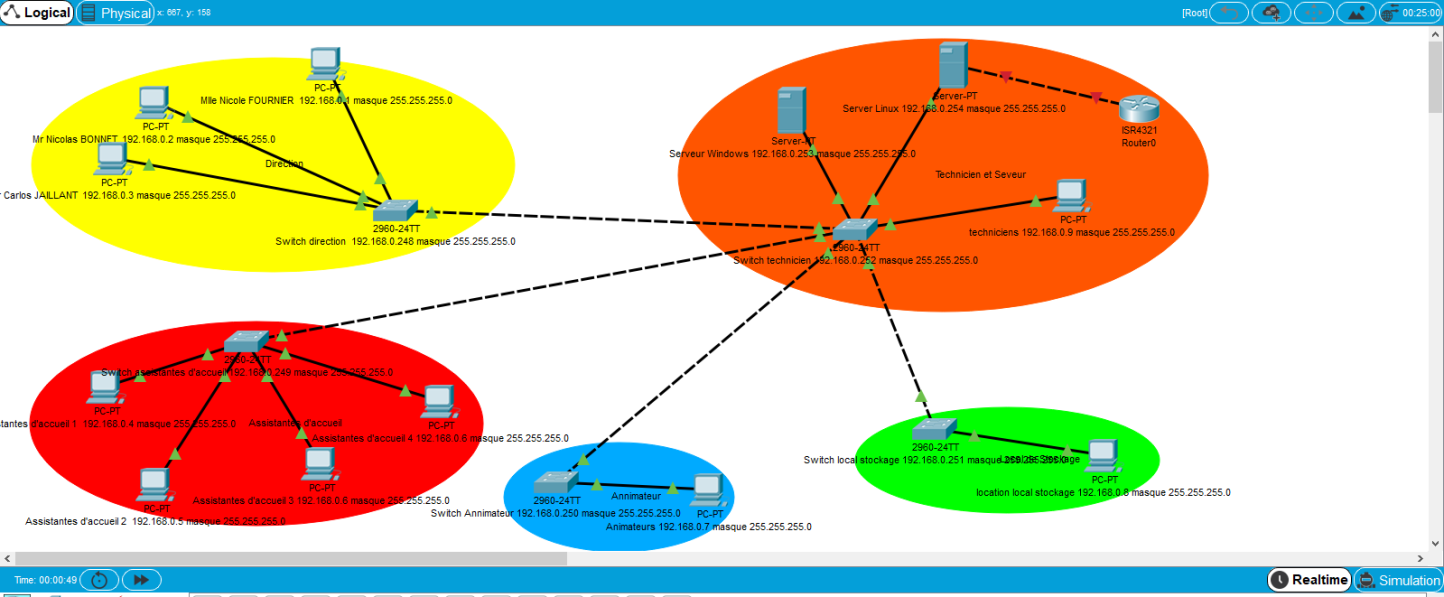 Logical
Physical
x: 667, y: 158
[Root]
00:25:00
PC-PT
Mlle Nicole FOURNIER 192.168.0.1 masque 255.255.255.0
PC-PT
Mr Nicolas BONNET 192.168.0.2 masque 255.255.255.0
Direction
PC-PT
Carlos JAILLANT 192.168.0.3 masque 255.255.255.0
2960-24TT
Switch direction 192.168.0.248 masque 255.255.255.0
Server-PT
Server Linux 192.168.0.254 masque 255.255.255.0
ISR4321
Router0
Server-PT
Serveur Windows 192.168.0.253 masque 255.255.255.0
Technicien et Seveur
PC-PT
techniciens 192.168.0.9 masque 255.255.255.0
2960-24TT
Switch technicien 192.168.0.252 masque 255.255.255.0
2960-24TT
Switch assistantes d'accueil 192.168.0.249 masque 255.255.255.0
PC-PT
stantes d'accueil 1 192.168.0.4 masque 255.255.255.0
Assistantes d'accueil
PC-PT
Assistantes d'accueil 4 192.168.0.6 masque 255.255.255.0
PC-PT
Assistantes d'accueil 3 192.168.0.6 masque 255.255.255.0
PC-PT
Assistantes d'accueil 2 192.168.0.5 masque 255.255.255.0
2960-24TT
Annimateur
Switch Annimateur 192.168.0.250 masque 255.255.255.0
PC-PT
Animateurs 192.168.0.7 masque 255.255.255.0
2960-24TT
Switch local stockage 192.168.0.251 masque 255.255.255.0
PC-PT
location local stockage 192.168.0.8 masque 255.255.255.0
Time: 00:00:49
Realtime
Simulation